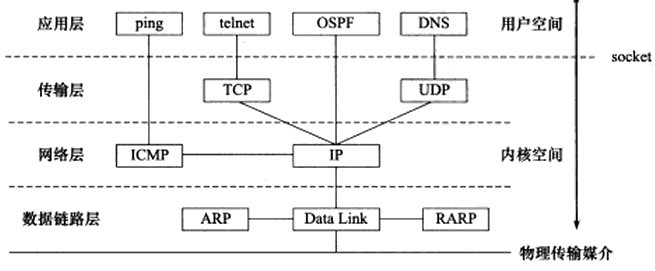 应用层 ping telnet OSPF DNS 用户空间
socket
传输层 TCP UDP
网络层 ICMP IP 内核空间
数据链路层 ARP Data Link RARP
物理传输媒介